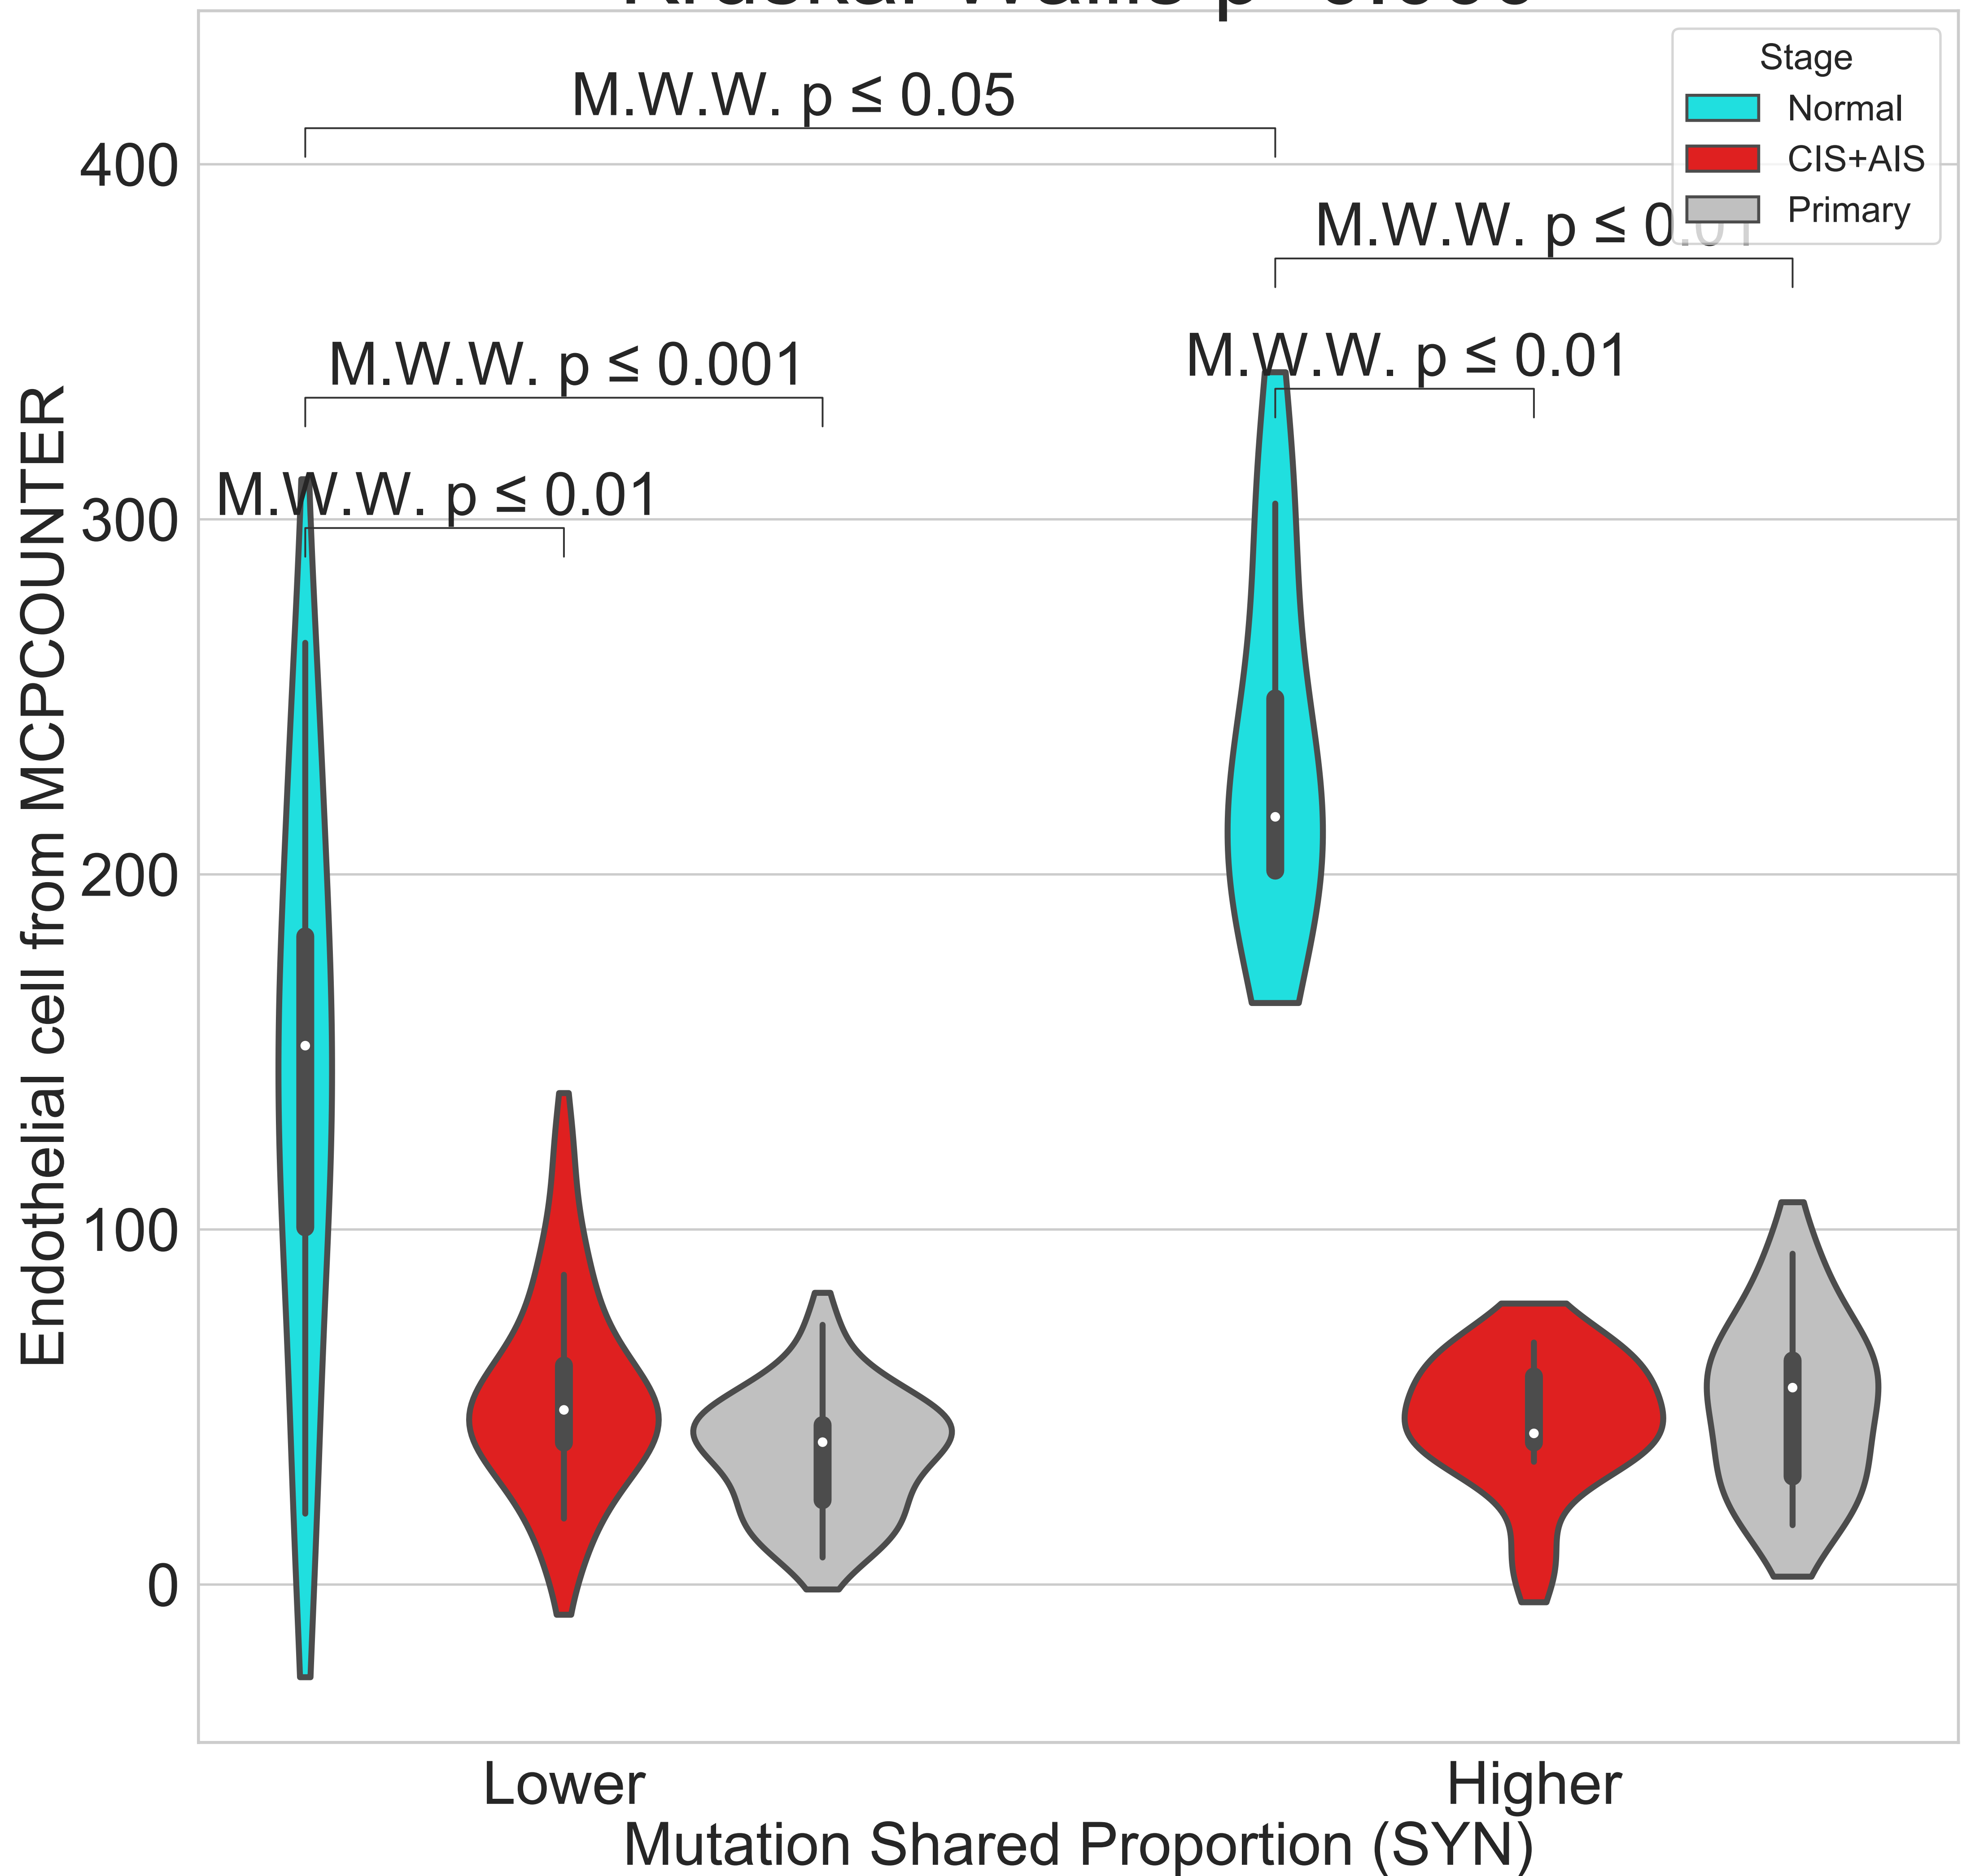 Stage
Normal
CIS+AIS
Primary
M.W.W. p ≤ 0.05
M.W.W. p ≤ 0.01
M.W.W. p ≤ 0.001
M.W.W. p ≤ 0.01
M.W.W. p ≤ 0.01
400
300
200
100
0
Endothelial cell from MCPCOUNTER
Lower
Higher
Mutation Shared Proportion (SYN)